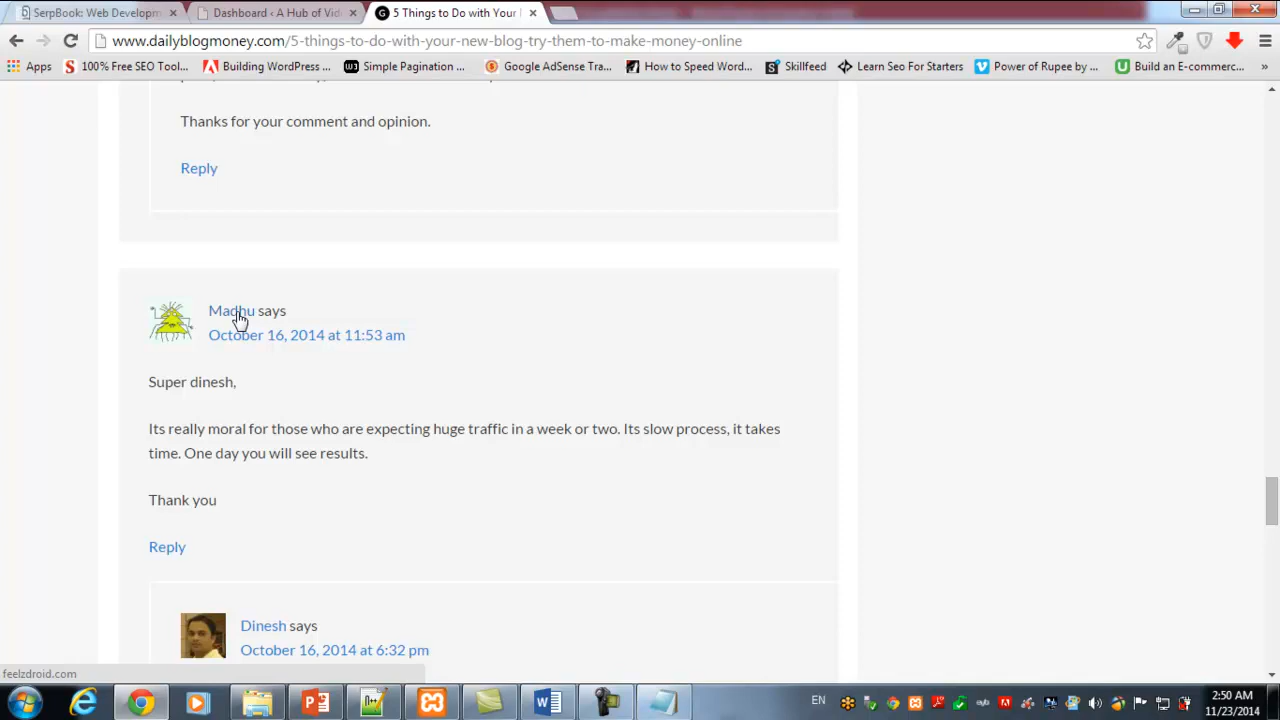 SerpBook: Web Developm
Dashboard ‹ A Hub of Vid
5 Things to Do with Your
www.dailyblogmoney.com/5-things-to-do-with-your-new-blog-try-them-to-make-money-online
Apps 100% Free SEO Tool... Building WordPress ... Simple Pagination ... Google AdSense Tra... How to Speed Word... Skillfeed Learn Seo For Starters Power of Rupee by ... Build an E-commerc... »
Thanks for your comment and opinion.
Reply
Madhu says
October 16, 2014 at 11:53 am
Super dinesh,
Its really moral for those who are expecting huge traffic in a week or two. Its slow process, it takes
time. One day you will see results.
Thank you
Reply
Dinesh says
October 16, 2014 at 6:32 pm
feelzdroid.com
EN
2:50 AM
11/23/2014